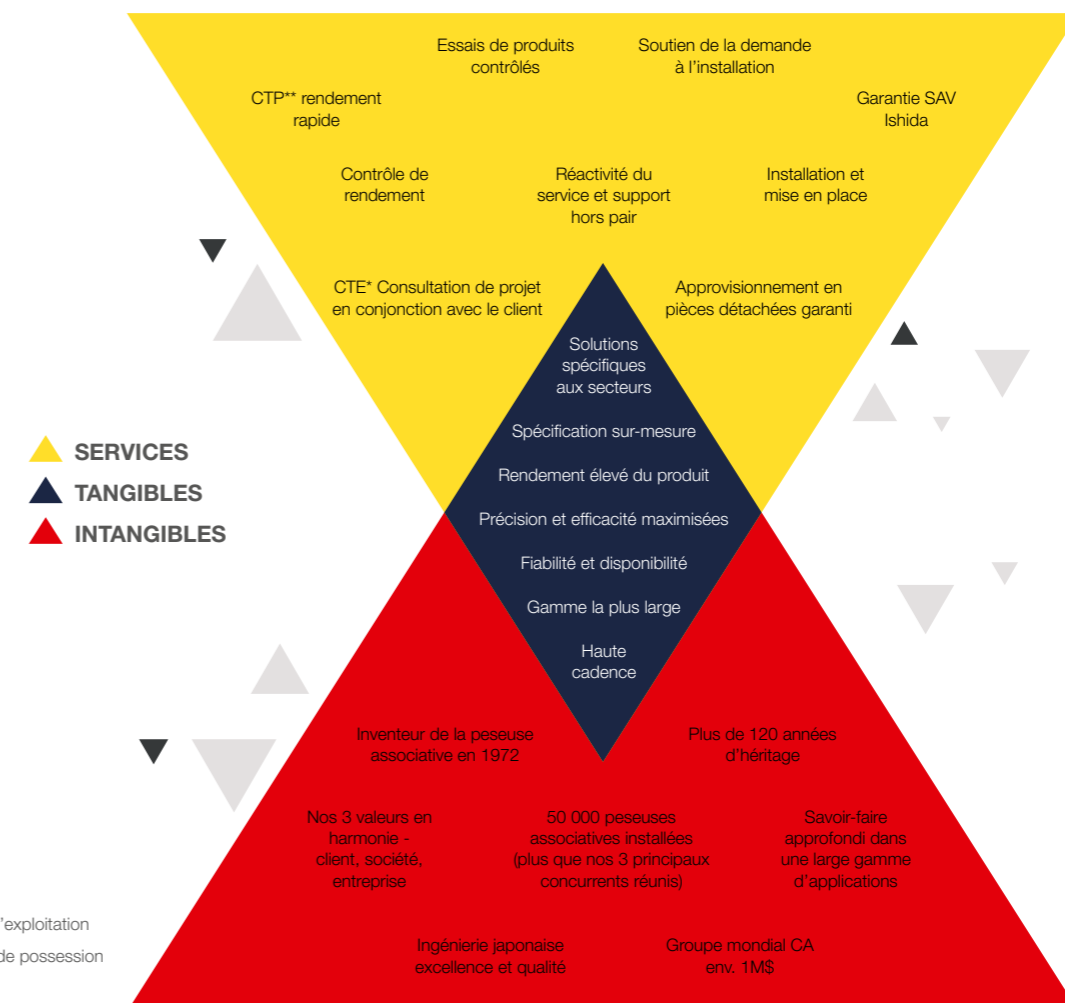 Essais de produits
contrôlés
Soutien de la demande
à l'installation
CTP** rendement
rapide
Garantie SAV
Ishida
Contrôle de
rendement
Réactivité du
service et support
hors pair
Installation et
mise en place
CTE* Consultation de projet
en conjonction avec le client
Approvisionnement en
pièces détachées garanti
Solutions
spécifiques
aux secteurs
Spécification sur-mesure
Rendement élevé du produit
Précision et efficacité maximisées
Fiabilité et disponibilité
Gamme la plus large
Haute
cadence
SERVICES
TANGIBLES
INTANGIBLES
Inventeur de la peseuse
associative en 1972
Plus de 120 années
d'héritage
Nos 3 valeurs en
harmonie -
client, société,
entreprise
50 000 peseuses
associatives installées
(plus que nos 3 principaux
concurrents réunis)
Savoir-faire
approfondi dans
une large gamme
d'applications
Ingénierie japonaise
excellence et qualité
Groupe mondial CA
env. 1M$
'exploitation
de possession